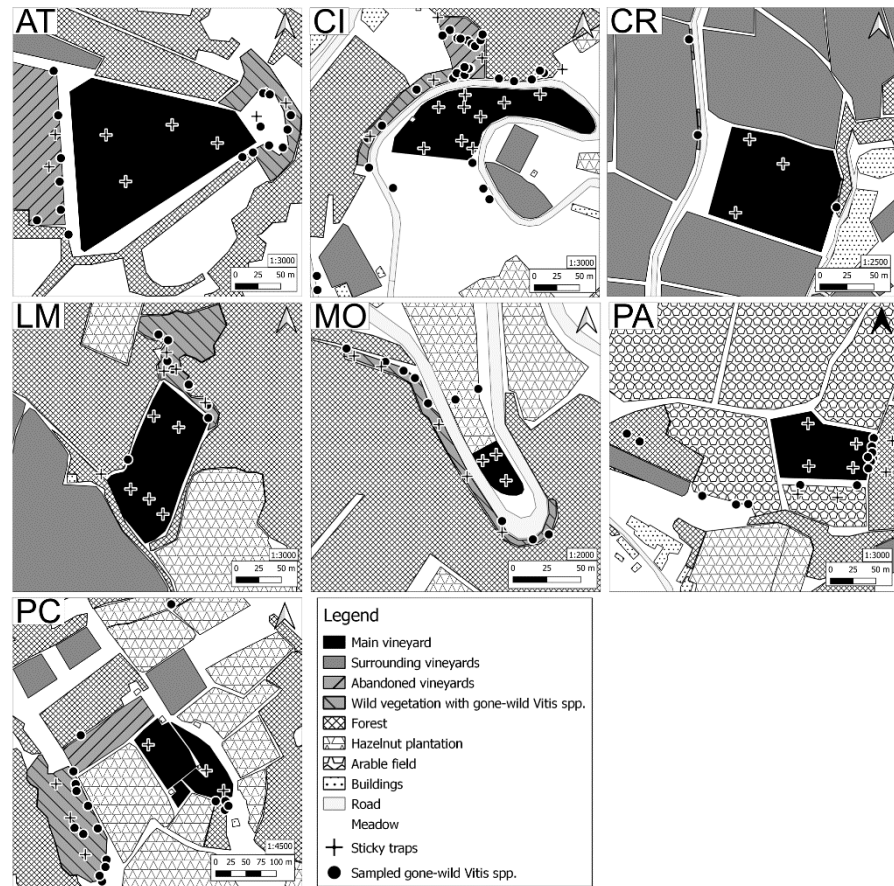 AT
CI
CR
1:3000
0 25 50 m
1:3000
0 25 50 m
1:2500
0 25 50 m
LM
MO
PA
1:3000
0 25 50 m
1:2000
0 25 50 m
1:3000
0 25 50 m
PC
1:4500
0 25 50 75 100 m
Legend
Main vineyard
Surrounding vineyards
Abandoned vineyards
Wild vegetation with gone-wild Vitis spp.
Forest
Hazelnut plantation
Arable field
Buildings
Road
Meadow
Sticky traps
Sampled gone-wild Vitis spp.